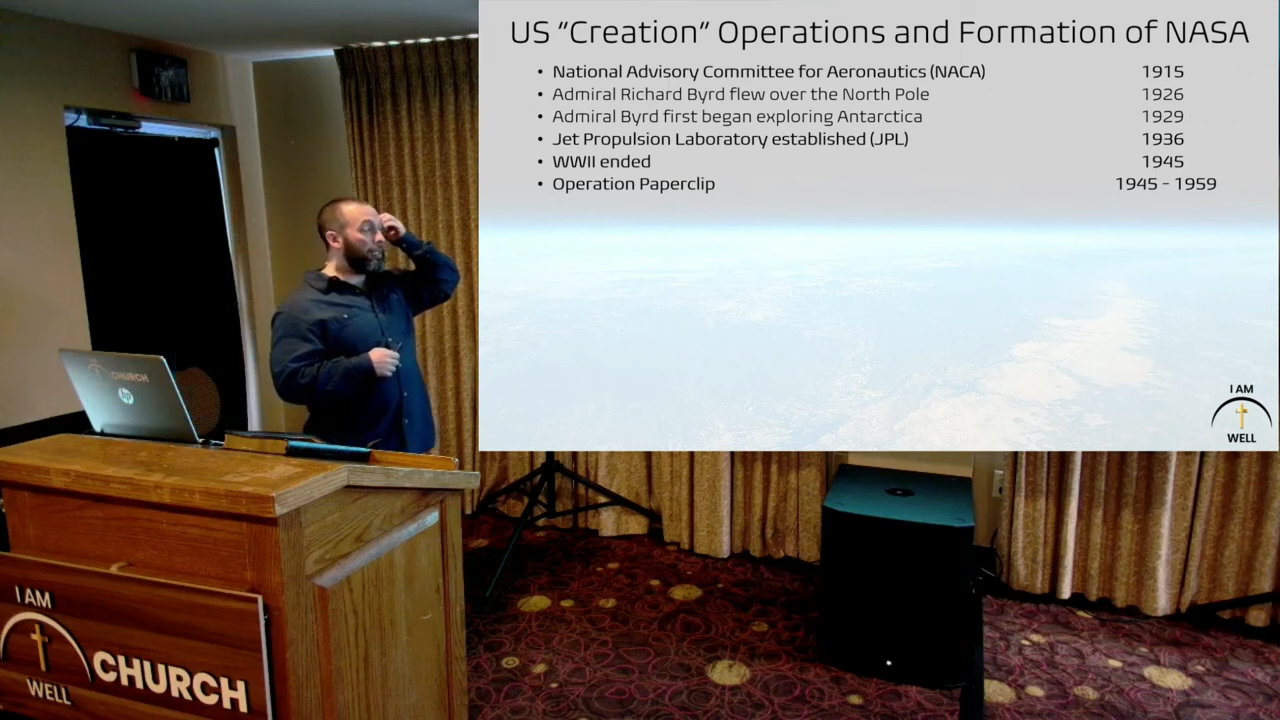 US "Creation" Operations and Formation of NASA
• National Advisory Committee for Aeronautics (NACA) 1915
• Admiral Richard Byrd flew over the North Pole 1926
• Admiral Byrd first began exploring Antarctica 1929
• Jet Propulsion Laboratory established (JPL) 1936
• WWII ended 1945
• Operation Paperclip 1945 - 1959
I AM
WELL
CHURCH
hp
I AM
CHURCH
WELL